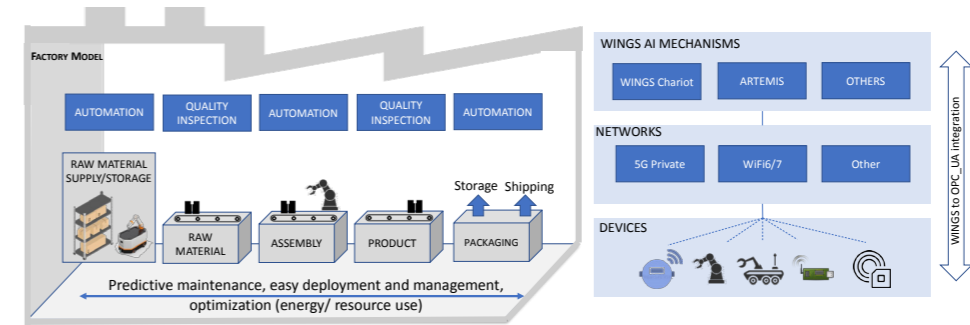 FACTORY MODEL
AUTOMATION
QUALITY
INSPECTION
AUTOMATION
QUALITY
INSPECTION
AUTOMATION
RAW MATERIAL
SUPPLY/STORAGE
RAW
MATERIAL
ASSEMBLY
PRODUCT
PACKAGING
Storage
Shipping
Predictive maintenance, easy deployment and management,
optimization (energy/ resource use)
WINGS AI MECHANISMS
WINGS Chariot
ARTEMIS
OTHERS
NETWORKS
5G Private
WiFi6/7
Other
DEVICES
WINGS to OPC_UA integration